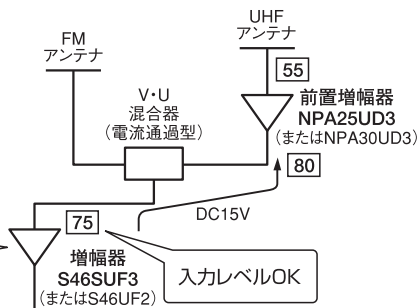 UHF
アンテナ
FM
アンテナ
55
V・U
混合器
(電流通過型)
前置増幅器
NPA25UD3
(またはNPA30UD3)
80
DC15V
75
増幅器
S46SUF3
(またはS46UF2)
入力レベルOK